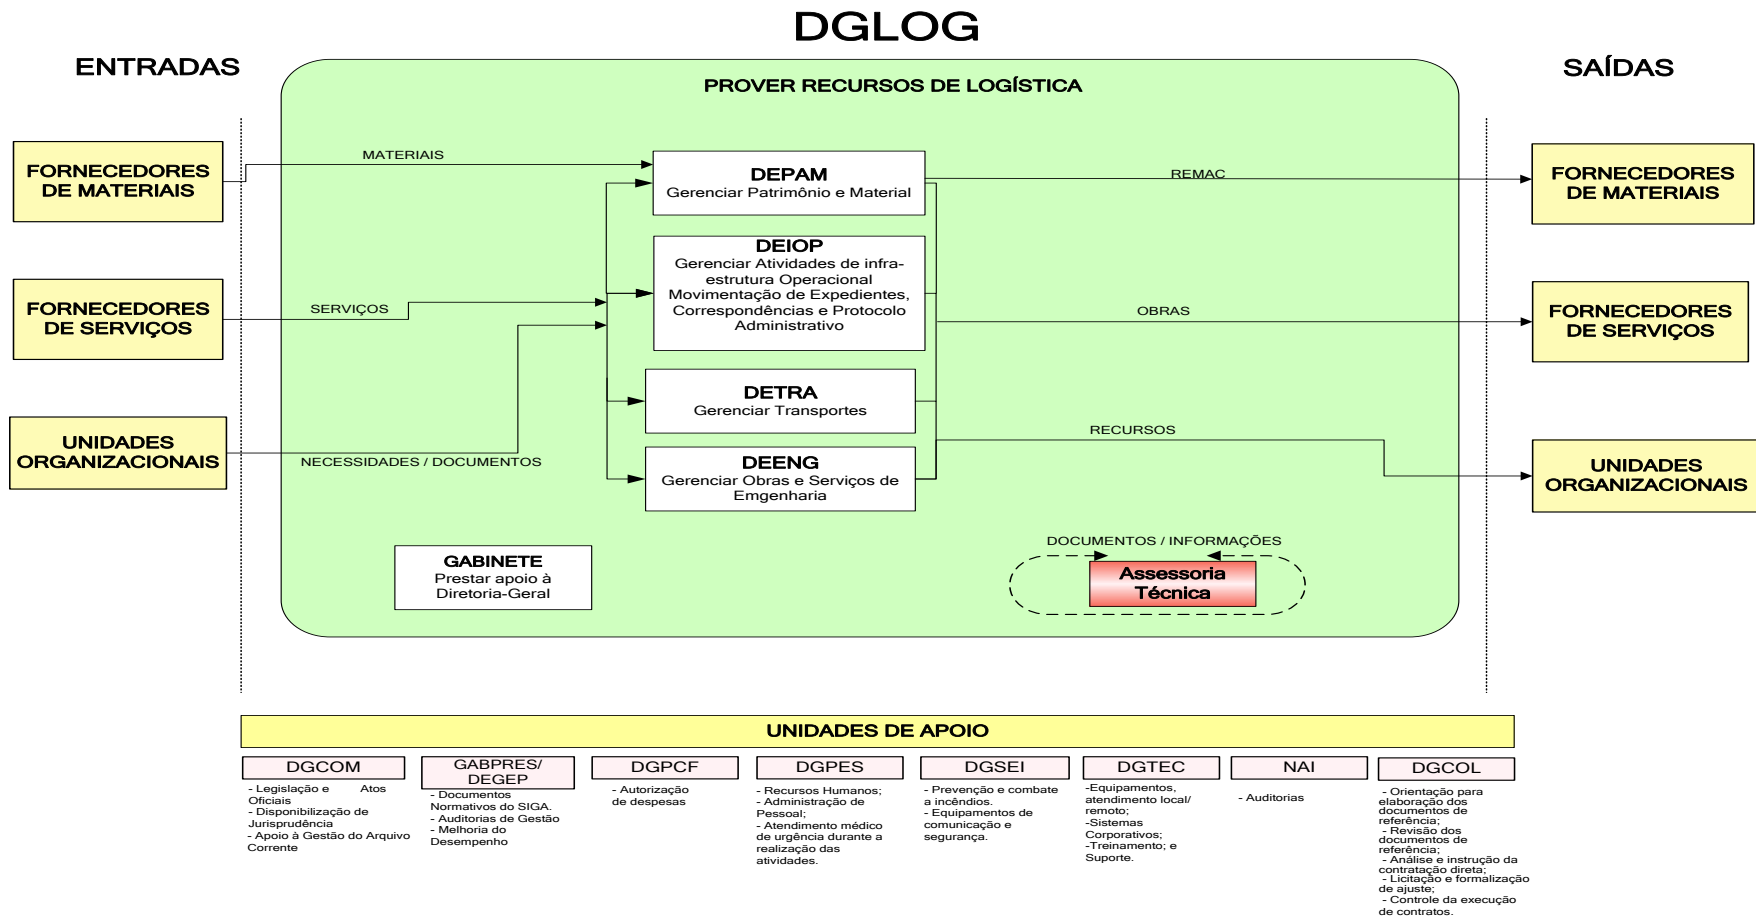 DGLOG
ENTRADAS
SAÍDAS
PROVER RECURSOS DE LOGÍSTICA
FORNECEDORES
DE MATERIAIS
MATERIAIS
DEPAM
Gerenciar Patrimônio e Material
REMAC
FORNECEDORES
DE MATERIAIS
DEIOP
Gerenciar Atividades de infra-
estrutura Operacional
Movimentação de Expedientes,
Correspondências e Protocolo
Administrativo
FORNECEDORES
DE SERVIÇOS
SERVIÇOS
OBRAS
FORNECEDORES
DE SERVIÇOS
DETRA
Gerenciar Transportes
UNIDADES
ORGANIZACIONAIS
NECESSIDADES / DOCUMENTOS
RECURSOS
DEENG
Gerenciar Obras e Serviços de
Emgenharia
UNIDADES
ORGANIZACIONAIS
GABINETE
Prestar apoio à
Diretoria-Geral
DOCUMENTOS / INFORMAÇÕES
Assessoria
Técnica
UNIDADES DE APOIO
DGCOM
- Legislação e Atos
Oficiais
- Disponibilização de
Jurisprudência
- Apoio à Gestão do Arquivo
Corrente
GABPRES/
DEGEP
- Documentos
Normativos do SIGA.
- Auditorias de Gestão
- Melhoria do
Desempenho
DGPCF
- Autorização
de despesas
DGPES
- Recursos Humanos;
- Administração de
Pessoal;
- Atendimento médico
de urgência durante a
realização das
atividades.
DGSEI
- Prevenção e combate
a incêndios.
- Equipamentos de
comunicação e
segurança.
DGTEC
-Equipamentos,
atendimento local/
remoto;
-Sistemas
Corporativos;
-Treinamento; e
Suporte.
NAI
- Auditorias
DGCOL
- Orientação para
elaboração dos
documentos de
referência;
- Revisão dos
documentos de
referência;
- Análise e instrução da
contratação direta;
- Licitação e formalização
de ajuste;
- Controle da execução
de contratos.